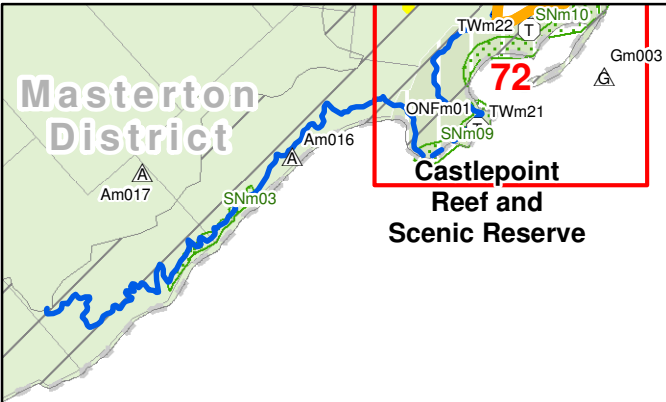 TWm22
SNm10
T
Gm003
G
72
Masterton
District
ONFm01
TWm21
T
SNm09
Am016
A
A
Am017
SNm03
Castlepoint
Reef and
Scenic Reserve